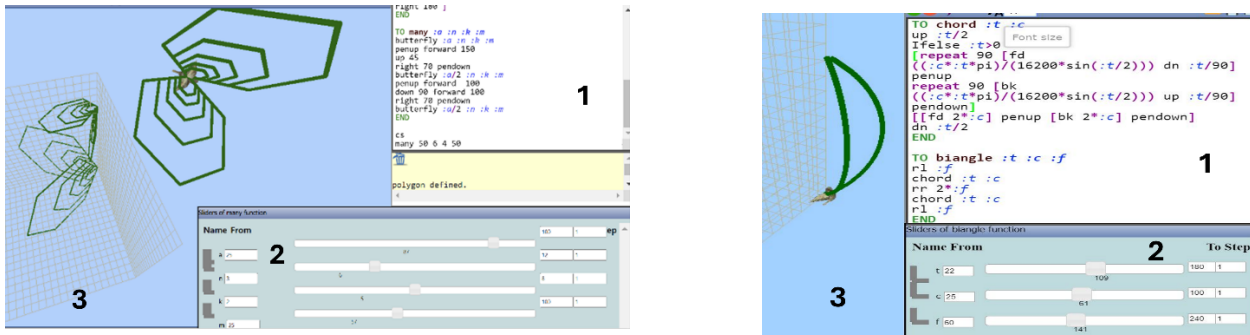 right 100 ]
END
TO many :a :n :k :m
butterfly :a :n :k :m
penup forward 150
up 45
right 70 pendown
butterfly :a/2 :n :k :m
penup forward 100
down 90 forward 100
right 70 pendown
butterfly :a/2 :n :k :m
END
cs
many 50 6 4 50
1
polygon defined.
Sliders of many function
Name From
ep
2
a
n
k
m
3
TO chord :t :c
up :t/2
Font size
Ifelse :t>0
[repeat 90 [fd
((:c*:t*pi)/(16200*sin(:t/2))) dn :t/90]
penup
repeat 90 [bk
((:c*:t*pi)/(16200*sin(:t/2))) up :t/90]
pendown]
[[fd 2*:c] penup [bk 2*:c] pendown]
dn :t/2
END
TO biangle :t :c :f
rl :f
chord :t :c
rr 2*:f
chord :t :c
rl :f
END
1
Sliders of biangle function
Name From
2
To Step
t 22 109 180 1
c 25 61 100 1
f 60 141 240 1
3